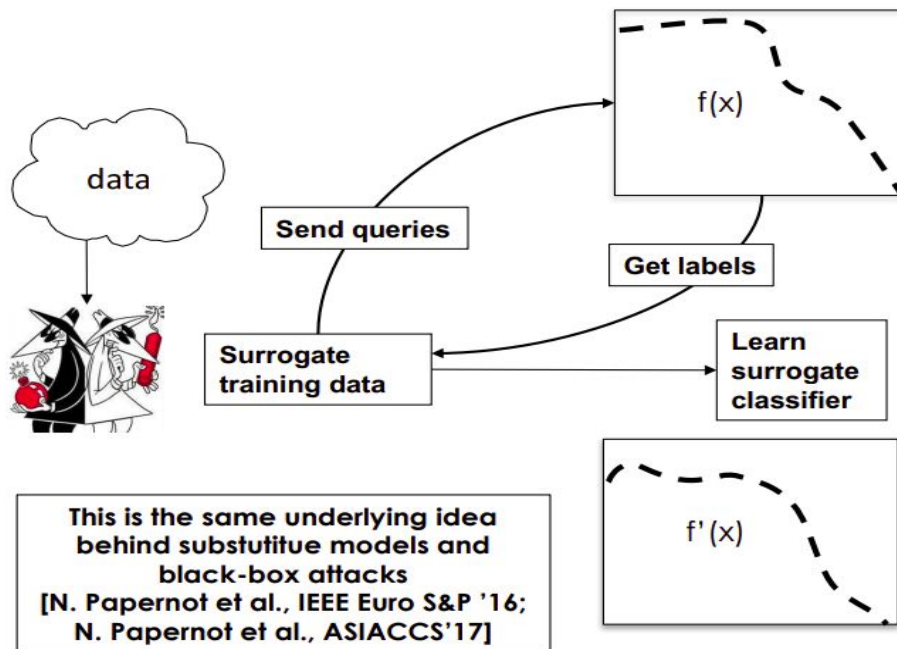 data
Send queries
f(x)
Get labels
Surrogate
training data
Learn
surrogate
classifier
f'(x)
This is the same underlying idea
behind substutitue models and
black-box attacks
[N. Papernot et al., IEEE Euro S&P '16;
N. Papernot et al., ASIACCS'17]